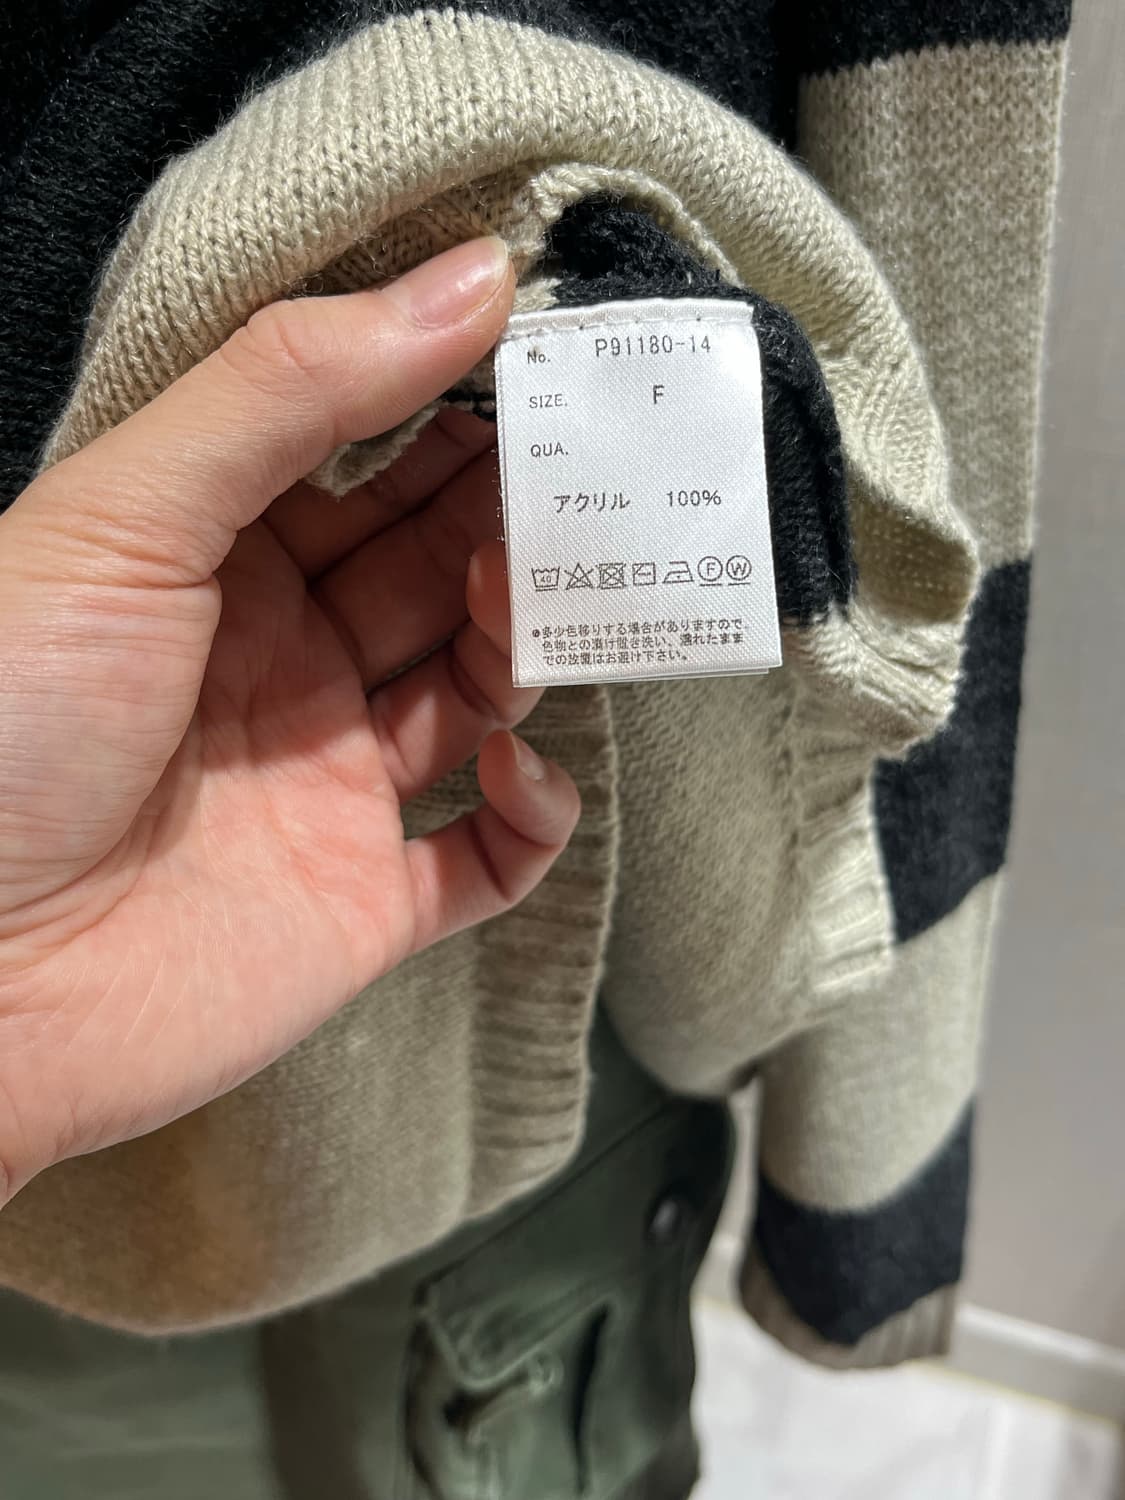 No. P91180-14
SIZE. F
QUA.
アクリル 100%
40 F W
●多少色移りする場合がありますので、
色物との漬け置き洗い、濡れたまま
での放置はお避け下さい。